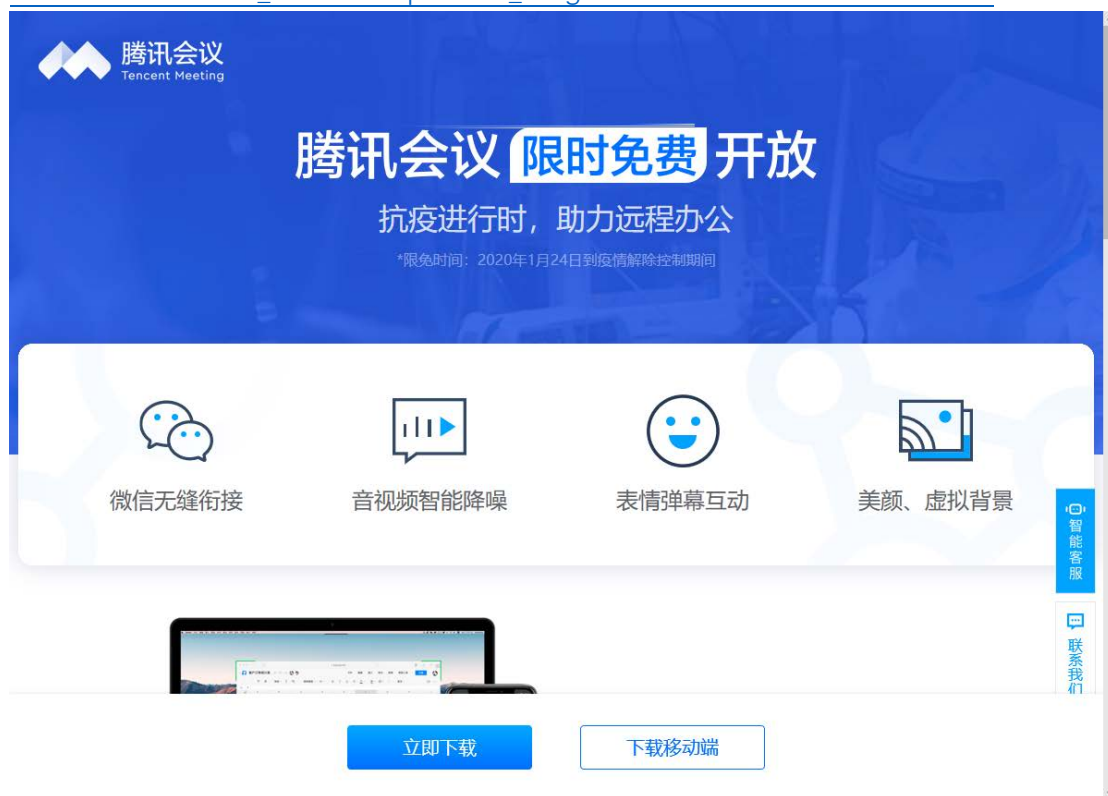 腾讯会议
Tencent Meeting
腾讯会议 限时免费 开放
抗疫进行时，助力远程办公
*限免时间：2020年1月24日到疫情解除控制期间
微信无缝衔接
音视频智能降噪
表情弹幕互动
美颜、虚拟背景
智能客服
联系我们
立即下载
下载移动端